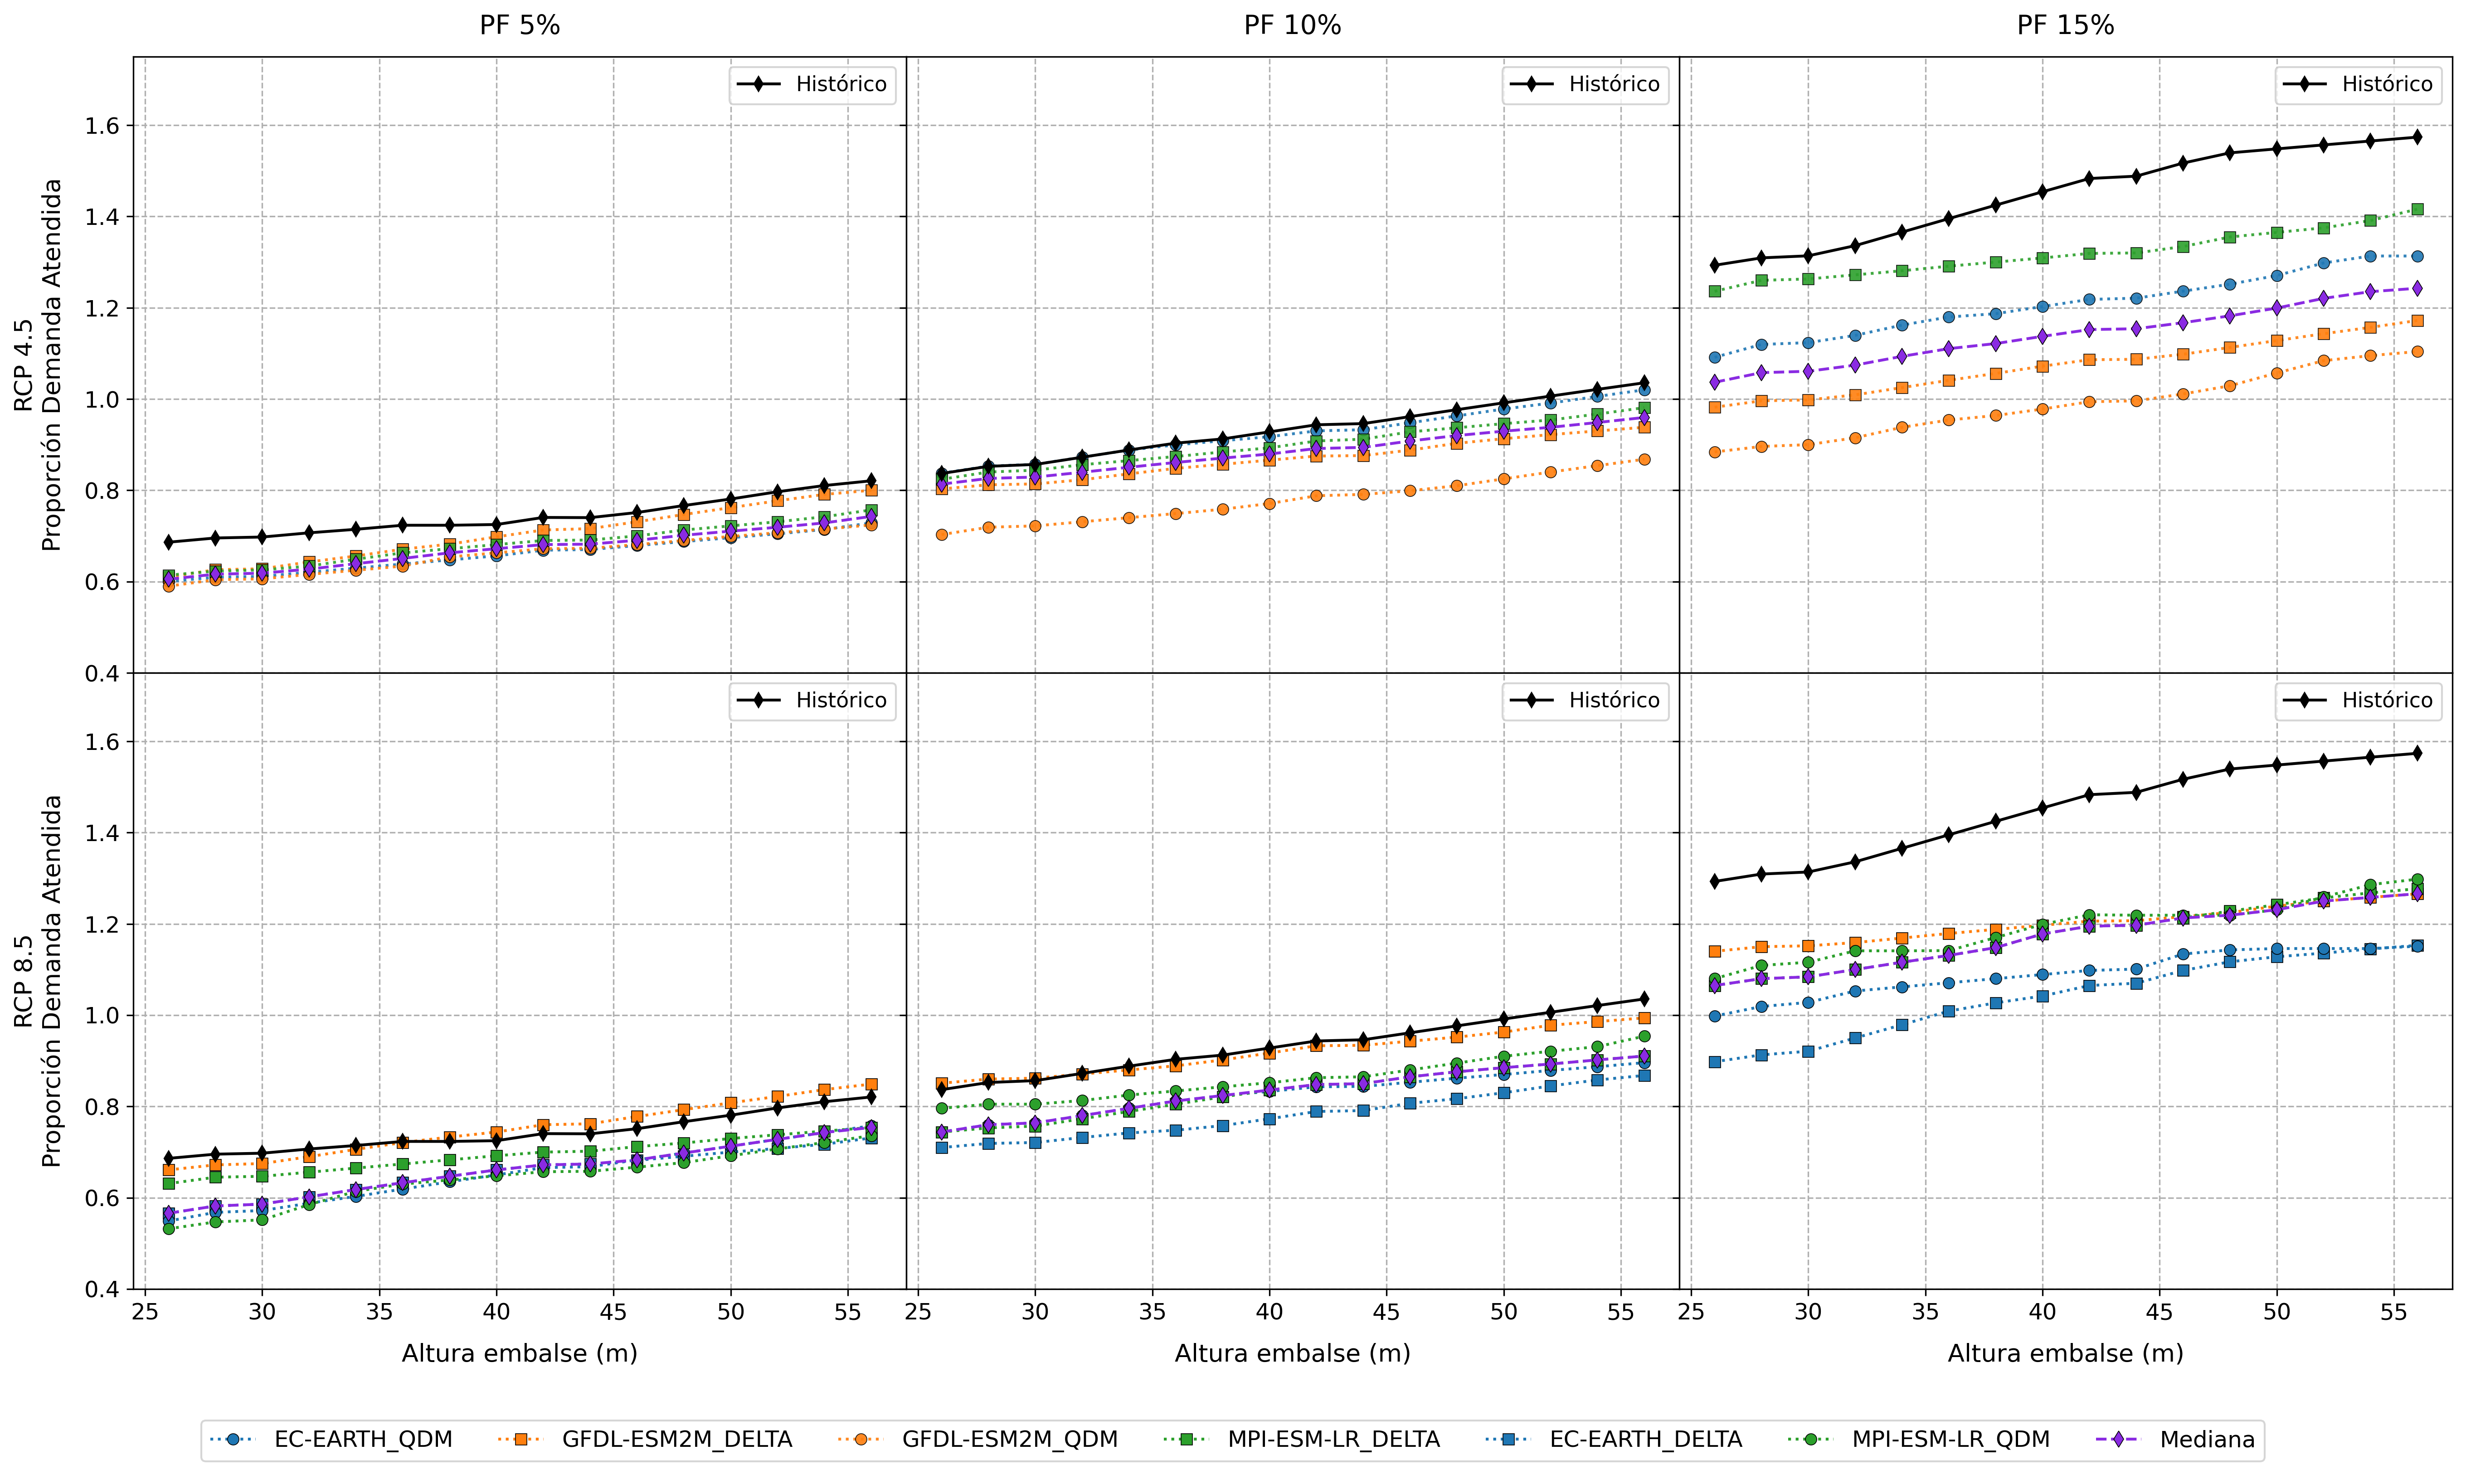 PF 5% PF 10% PF 15%
Histórico Histórico Histórico
1.6
1.4
1.2
1.0
0.8
0.6
0.4
RCP 4.5
Proporción Demanda Atendida
Histórico Histórico Histórico
1.6
1.4
1.2
1.0
0.8
0.6
0.4
RCP 8.5
Proporción Demanda Atendida
25 30 35 40 45 50 55 25 30 35 40 45 50 55 25 30 35 40 45 50 55
Altura embalse (m) Altura embalse (m) Altura embalse (m)
EC-EARTH_QDM GFDL-ESM2M_DELTA GFDL-ESM2M_QDM MPI-ESM-LR_DELTA EC-EARTH_DELTA MPI-ESM-LR_QDM Mediana